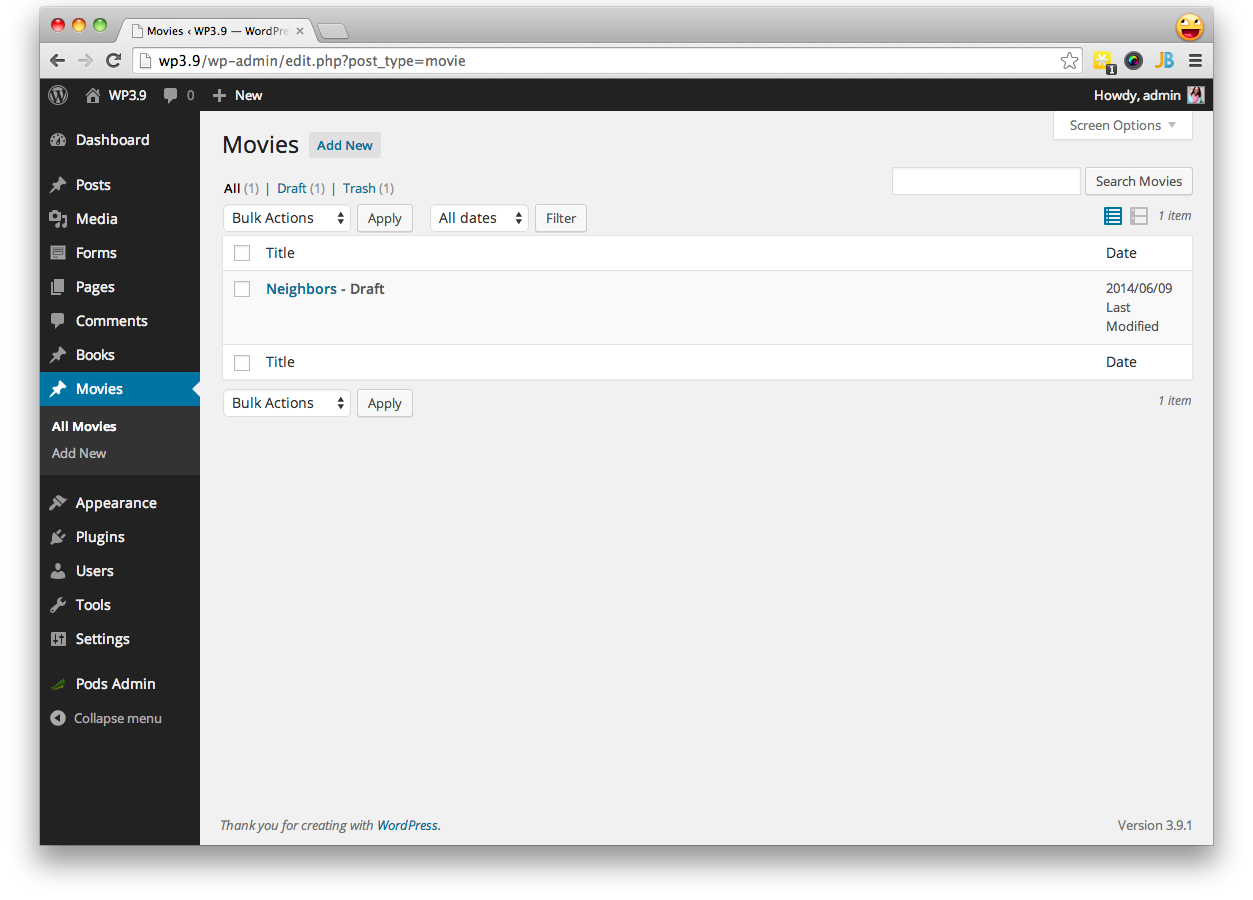 Movies ‹ WP3.9 — WordPre
wp3.9/wp-admin/edit.php?post_type=movie
1
JB
WP3.9 0 New Howdy, admin
Screen Options
Dashboard
Posts
Media
Forms
Pages
Comments
Books
Movies
All Movies
Add New
Appearance
Plugins
Users
Tools
Settings
Pods Admin
Collapse menu
Movies Add New
All (1) | Draft (1) | Trash (1)
Search Movies
Bulk Actions Apply All dates Filter 1 item
Title Date
Neighbors - Draft 2014/06/09
Last
Modified
Title Date
Bulk Actions Apply 1 item
Thank you for creating with WordPress. Version 3.9.1